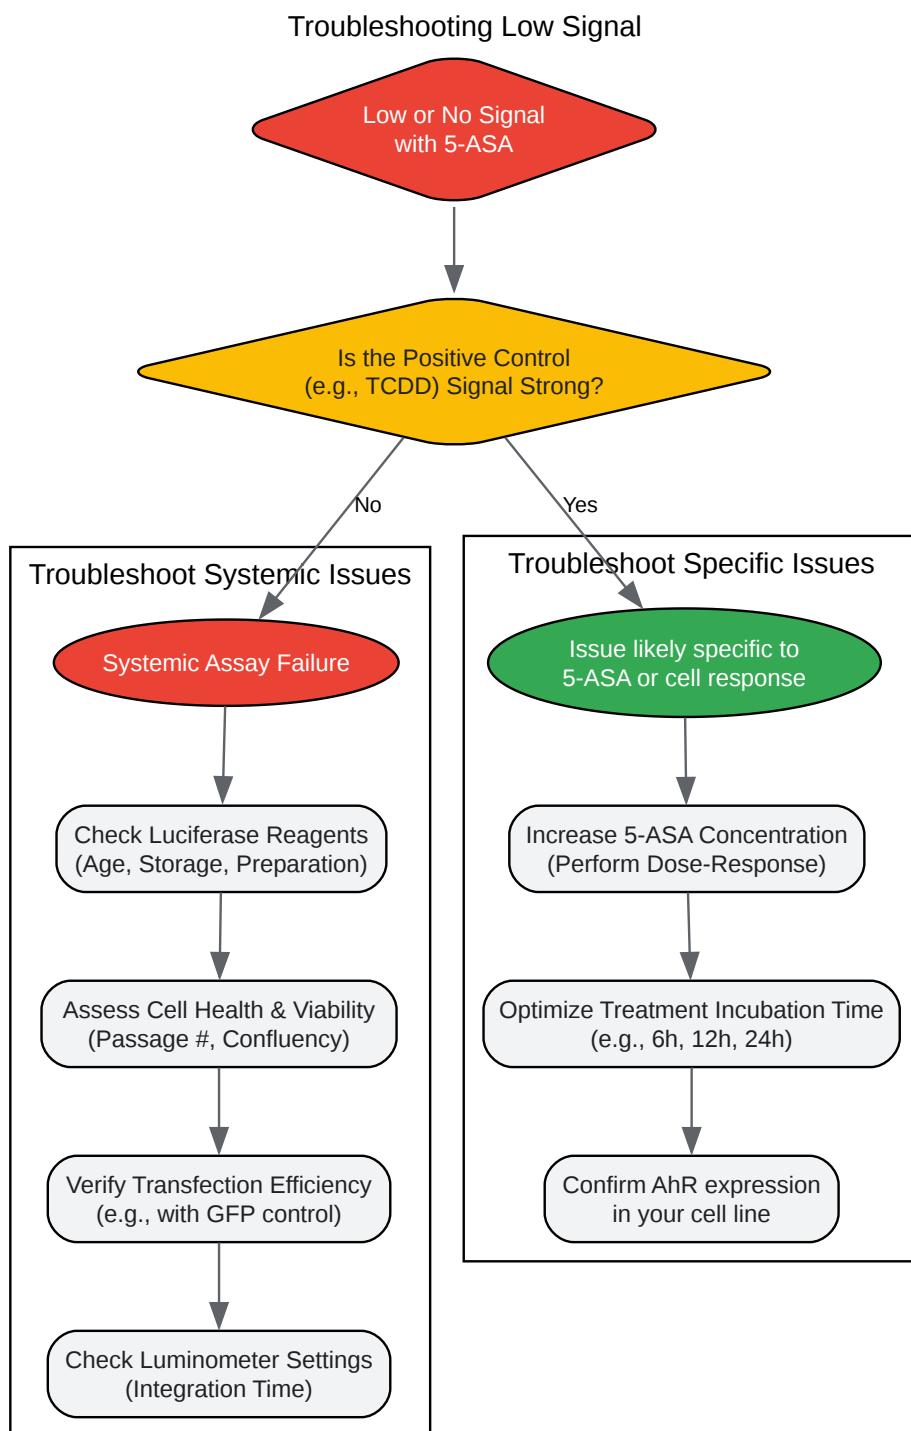 Troubleshooting Low Signal
Low or No Signal
with 5-ASA
Is the Positive Control
(e.g., TCDD) Signal Strong?
No
Yes
Troubleshoot Systemic Issues
Systemic Assay Failure
Check Luciferase Reagents
(Age, Storage, Preparation)
Assess Cell Health & Viability
(Passage #, Confluency)
Verify Transfection Efficiency
(e.g., with GFP control)
Check Luminometer Settings
(Integration Time)
Troubleshoot Specific Issues
Issue likely specific to
5-ASA or cell response
Increase 5-ASA Concentration
(Perform Dose-Response)
Optimize Treatment Incubation Time
(e.g., 6h, 12h, 24h)
Confirm AhR expression
in your cell line